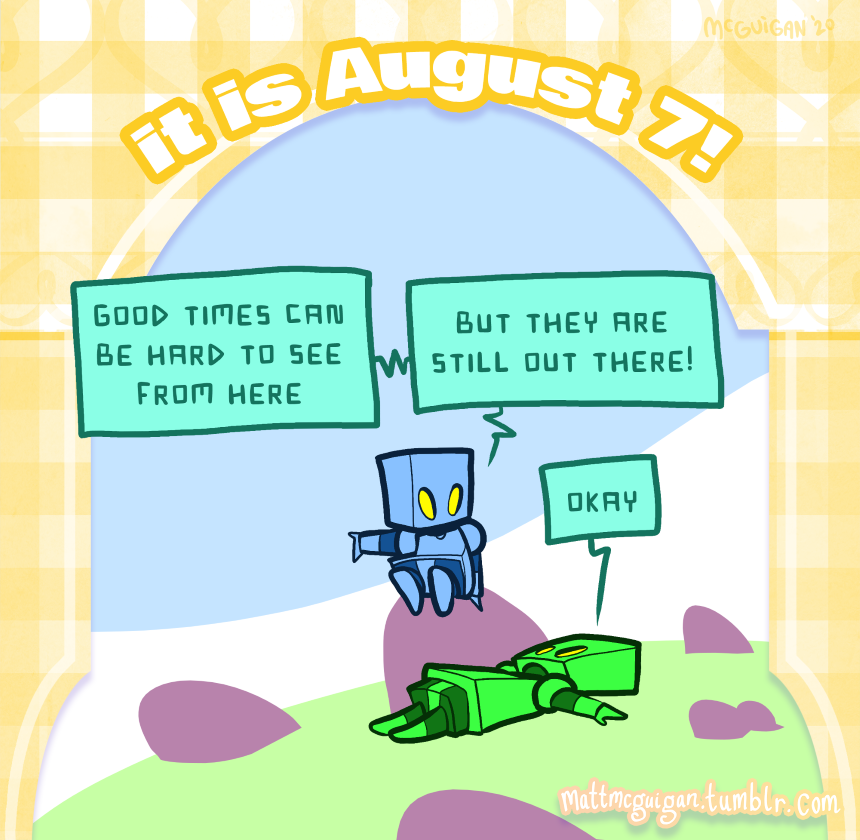 McGUiGAN '20
it is August 7!
GOOD TIMES CAN
BE HARD TO SEE
FROM HERE
BUT THEY ARE
STILL OUT THERE!
OKAY
mattmcguigan.tumblr.com